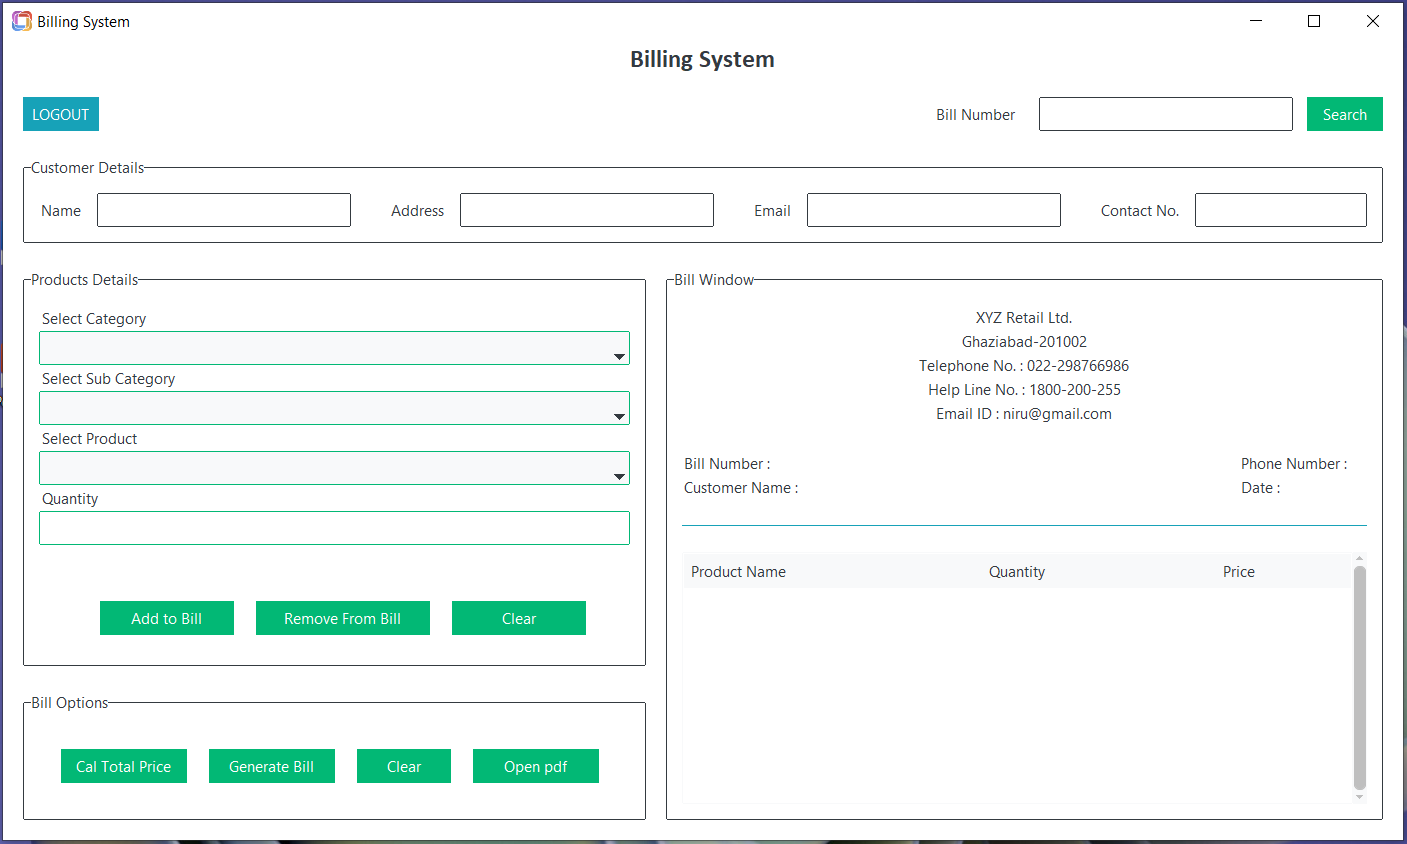 Billing System
Billing System
LOGOUT
Bill Number
Search
Customer Details
Name
Address
Email
Contact No.
Products Details
Select Category
Select Sub Category
Select Product
Quantity
Add to Bill
Remove From Bill
Clear
Bill Options
Cal Total Price
Generate Bill
Clear
Open pdf
Bill Window
XYZ Retail Ltd.
Ghaziabad-201002
Telephone No. : 022-298766986
Help Line No. : 1800-200-255
Email ID : niru@gmail.com
Bill Number :
Phone Number :
Customer Name :
Date :
Product Name
Quantity
Price